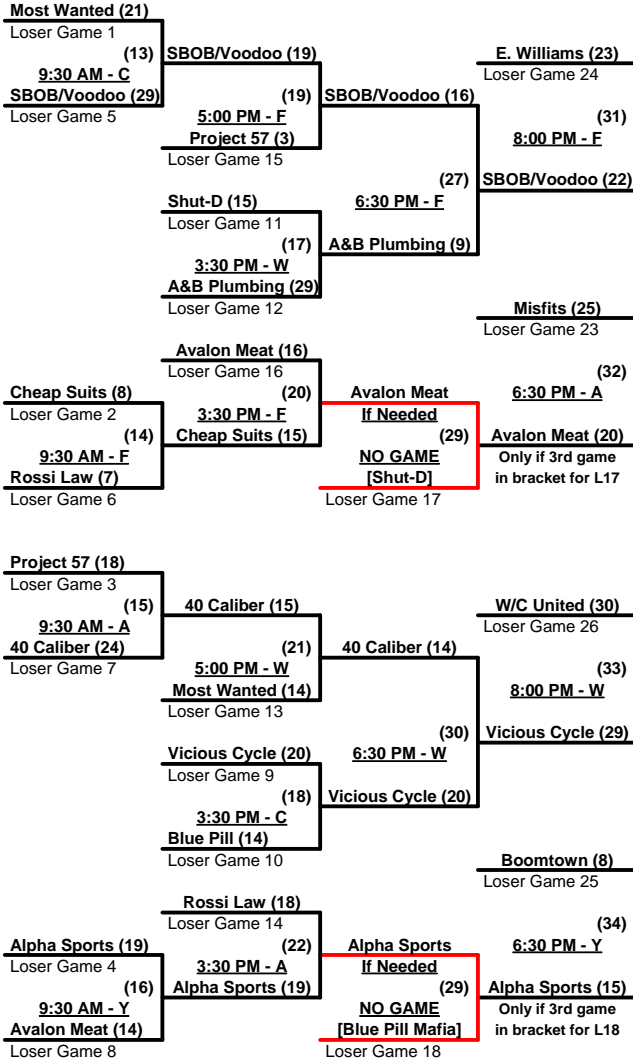 Most Wanted (21)
Loser Game 1
(13)
9:30 AM - C
SBOB/Voodoo (29)
Loser Game 5
SBOB/Voodoo (19)
(19)
5:00 PM - F
Project 57 (3)
Loser Game 15
SBOB/Voodoo (16)
Shut-D (15)
Loser Game 11
(17)
3:30 PM - W
A&B Plumbing (29)
Loser Game 12
(27)
6:30 PM - F
A&B Plumbing (9)
E. Williams (23)
Loser Game 24
(31)
8:00 PM - F
SBOB/Voodoo (22)
Cheap Suits (8)
Loser Game 2
(14)
9:30 AM - F
Rossi Law (7)
Loser Game 6
Avalon Meat (16)
Loser Game 16
(20)
3:30 PM - F
Cheap Suits (15)
Avalon Meat
If Needed
(29)
NO GAME
[Shut-D]
Loser Game 17
Misfits (25)
Loser Game 23
(32)
6:30 PM - A
Avalon Meat (20)
Only if 3rd game
in bracket for L17
Project 57 (18)
Loser Game 3
(15)
9:30 AM - A
40 Caliber (24)
Loser Game 7
40 Caliber (15)
(21)
5:00 PM - W
Most Wanted (14)
Loser Game 13
40 Caliber (14)
Vicious Cycle (20)
Loser Game 9
(18)
3:30 PM - C
Blue Pill (14)
Loser Game 10
(30)
6:30 PM - W
Vicious Cycle (20)
W/C United (30)
Loser Game 26
(33)
8:00 PM - W
Vicious Cycle (29)
Alpha Sports (19)
Loser Game 4
(16)
9:30 AM - Y
Avalon Meat (14)
Loser Game 8
Rossi Law (18)
Loser Game 14
(22)
3:30 PM - A
Alpha Sports (19)
Alpha Sports
If Needed
(29)
NO GAME
[Blue Pill Mafia]
Loser Game 18
Boomtown (8)
Loser Game 25
(34)
6:30 PM - Y
Alpha Sports (15)
Only if 3rd game
in bracket for L18